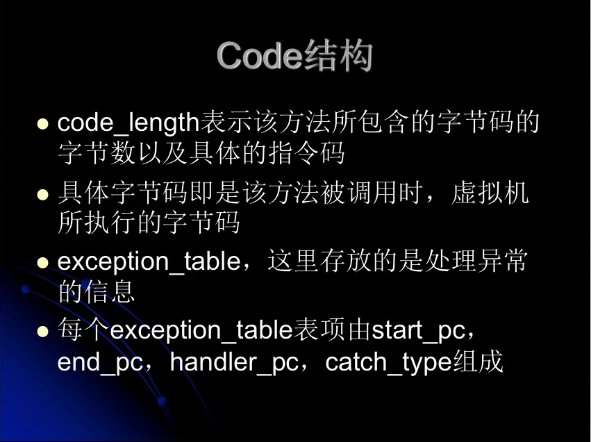 Code结构
code_length表示该方法所包含的字节码的
字节数以及具体的指令码
具体字节码即是该方法被调用时，虚拟机
所执行的字节码
exception_table，这里存放的是处理异常
的信息
每个exception_table表项由start_pc，
end_pc，handler_pc，catch_type组成